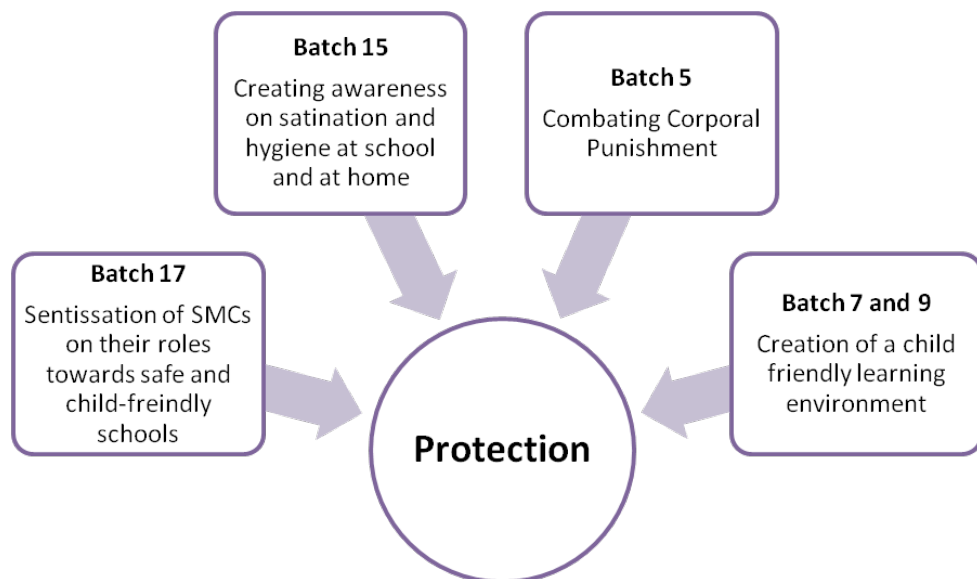 Batch 15
Creating awareness
on satination and
hygiene at school
and at home
Batch 5
Combating Corporal
Punishment
Batch 17
Sentissation of SMCs
on their roles
towards safe and
child-freindly
schools
Batch 7 and 9
Creation of a child
friendly learning
environment
Protection